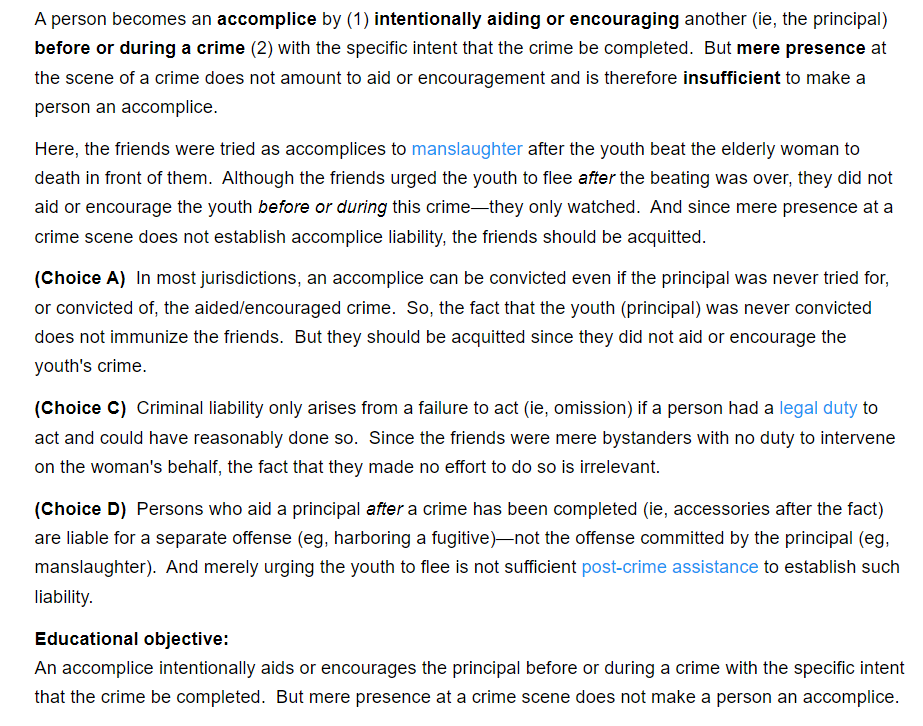 A person becomes an accomplice by (1) intentionally aiding or encouraging another (ie, the principal)
before or during a crime (2) with the specific intent that the crime be completed.  But mere presence at
the scene of a crime does not amount to aid or encouragement and is therefore insufficient to make a
person an accomplice.
Here, the friends were tried as accomplices to manslaughter after the youth beat the elderly woman to
death in front of them.  Although the friends urged the youth to flee after the beating was over, they did not
aid or encourage the youth before or during this crime—they only watched.  And since mere presence at a
crime scene does not establish accomplice liability, the friends should be acquitted.
(Choice A)  In most jurisdictions, an accomplice can be convicted even if the principal was never tried for,
or convicted of, the aided/encouraged crime.  So, the fact that the youth (principal) was never convicted
does not immunize the friends.  But they should be acquitted since they did not aid or encourage the
youth's crime.
(Choice C)  Criminal liability only arises from a failure to act (ie, omission) if a person had a legal duty to
act and could have reasonably done so.  Since the friends were mere bystanders with no duty to intervene
on the woman's behalf, the fact that they made no effort to do so is irrelevant.
(Choice D)  Persons who aid a principal after a crime has been completed (ie, accessories after the fact)
are liable for a separate offense (eg, harboring a fugitive)—not the offense committed by the principal (eg,
manslaughter).  And merely urging the youth to flee is not sufficient post-crime assistance to establish such
liability.
Educational objective:
An accomplice intentionally aids or encourages the principal before or during a crime with the specific intent
that the crime be completed.  But mere presence at a crime scene does not make a person an accomplice.